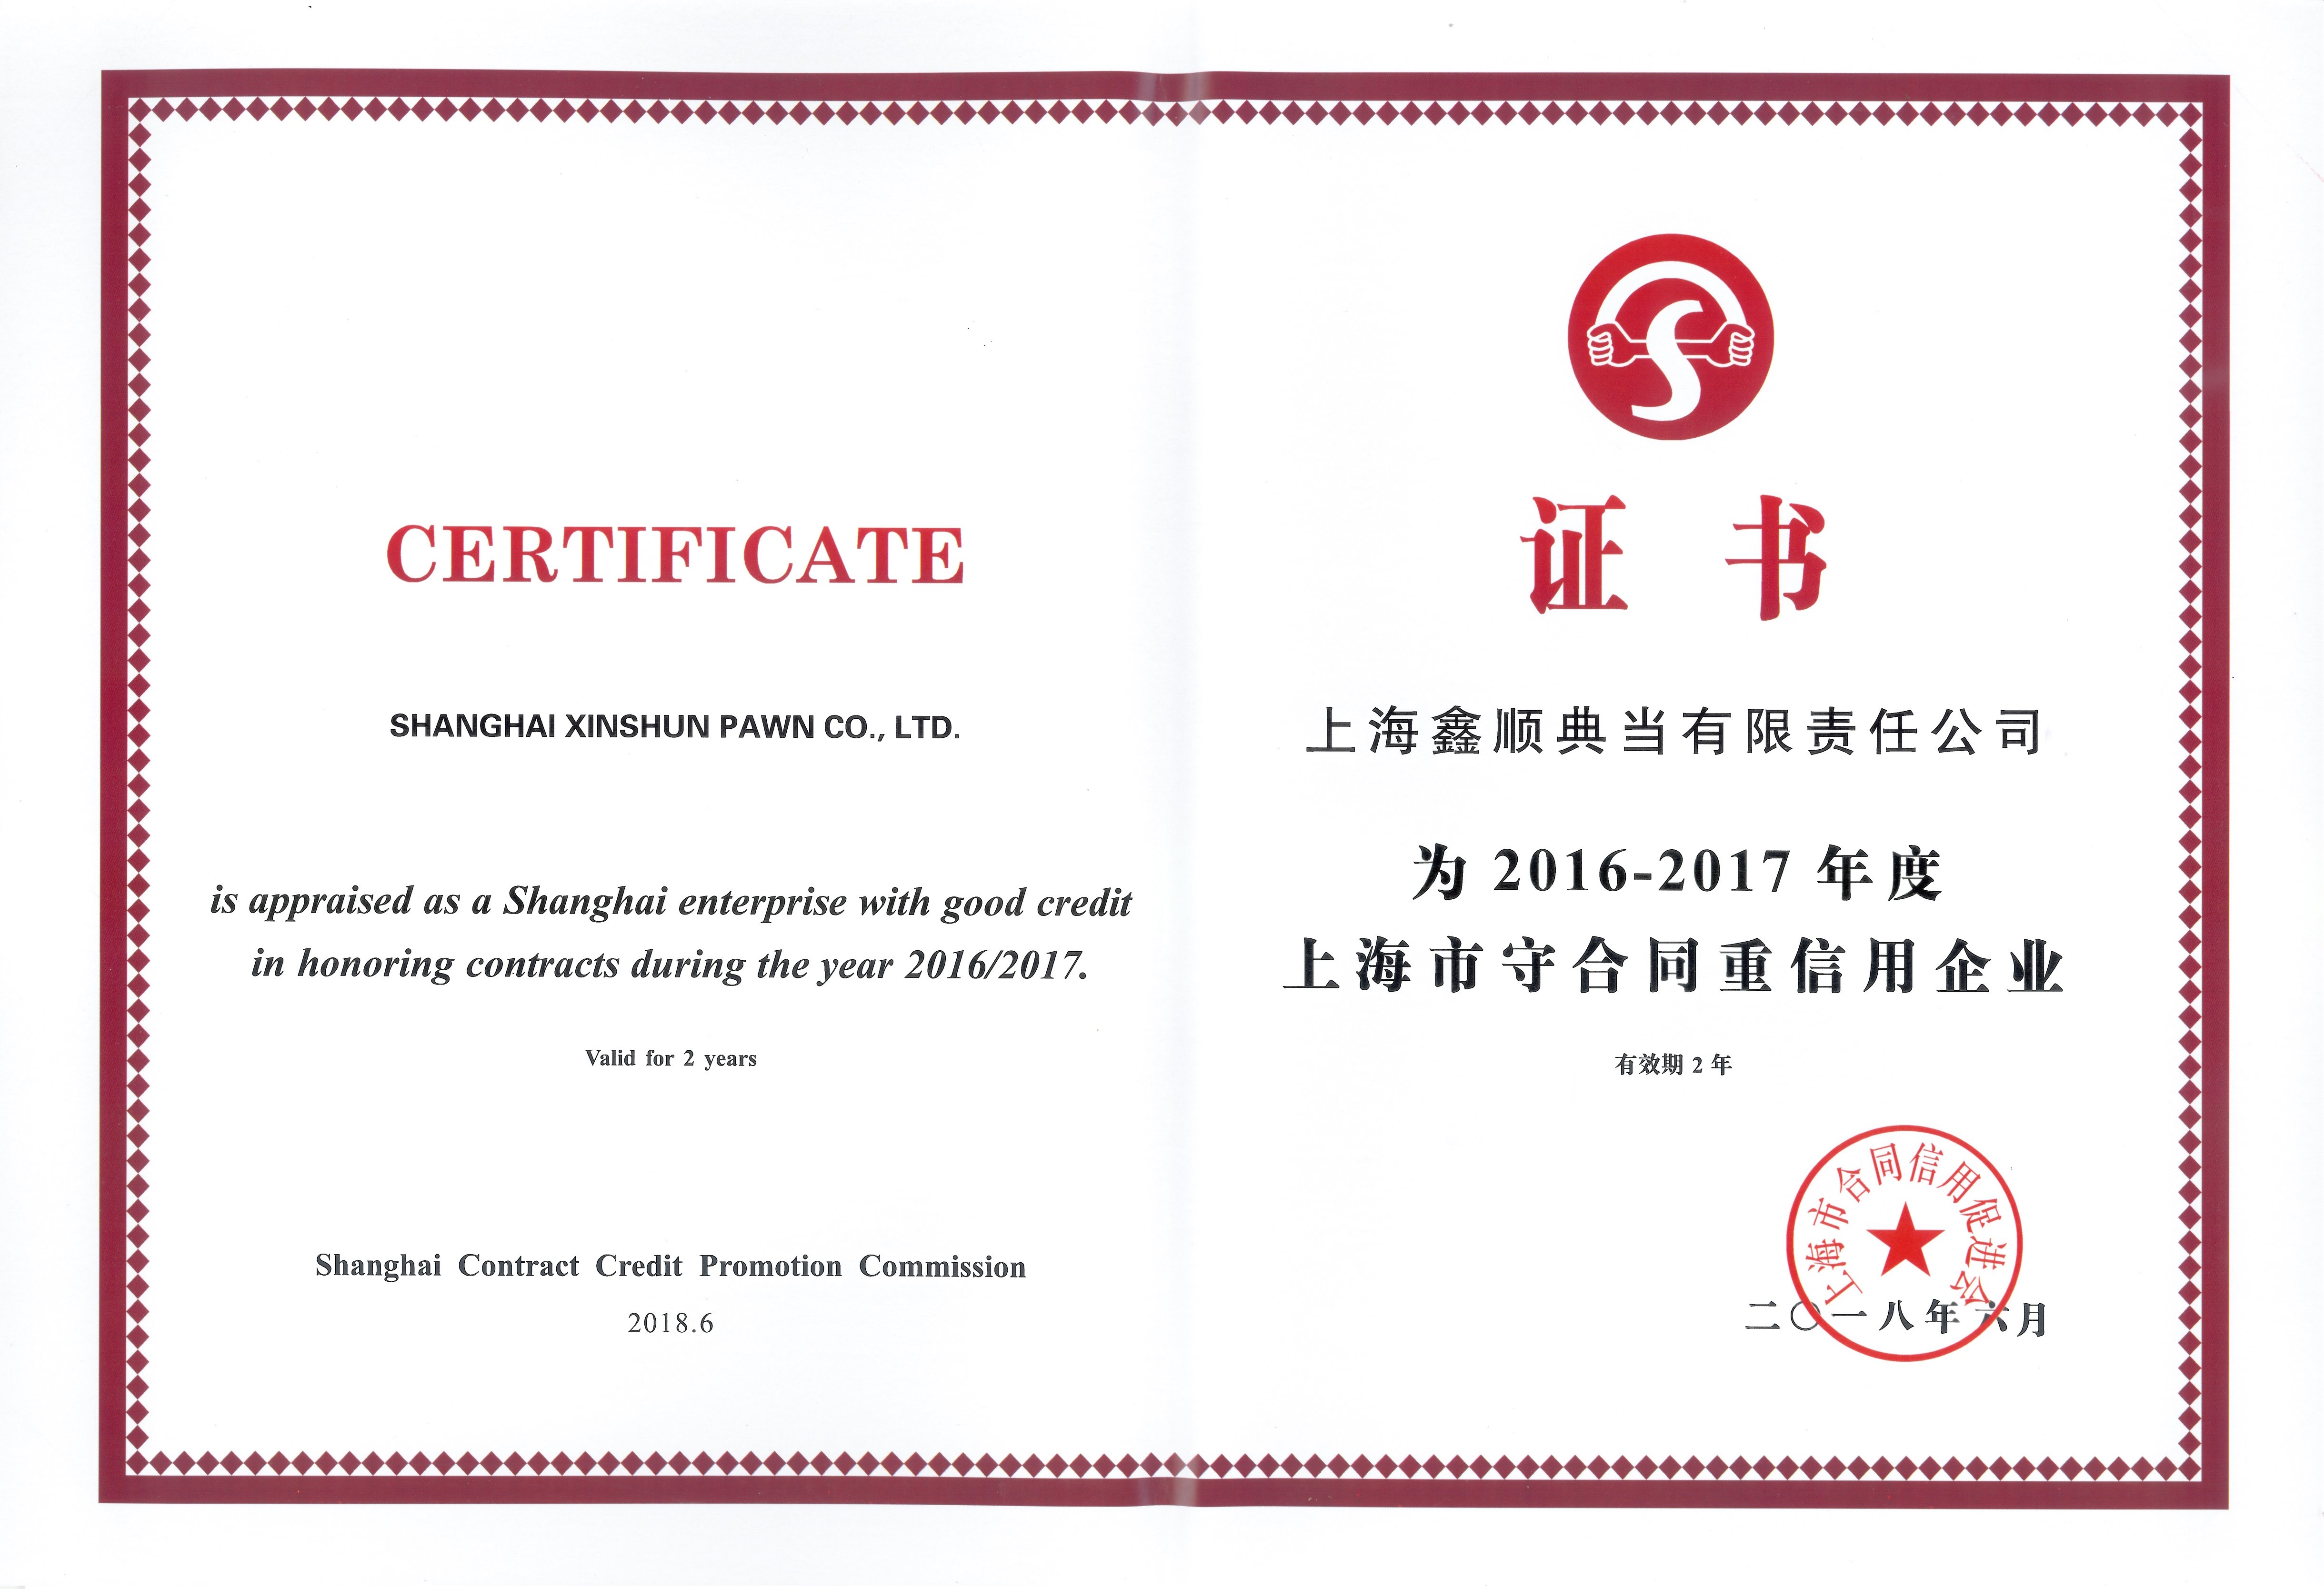 CERTIFICATE
SHANGHAI XINSHUN PAWN CO., LTD.
is appraised as a Shanghai enterprise with good credit
in honoring contracts during the year 2016/2017.
Valid for 2 years
Shanghai Contract Credit Promotion Commission
2018.6
S
证 书
上海鑫顺典当有限责任公司
为 2016-2017 年度
上海市守合同重信用企业
有效期 2 年
上海市合同信用促进会
二〇一八年六月